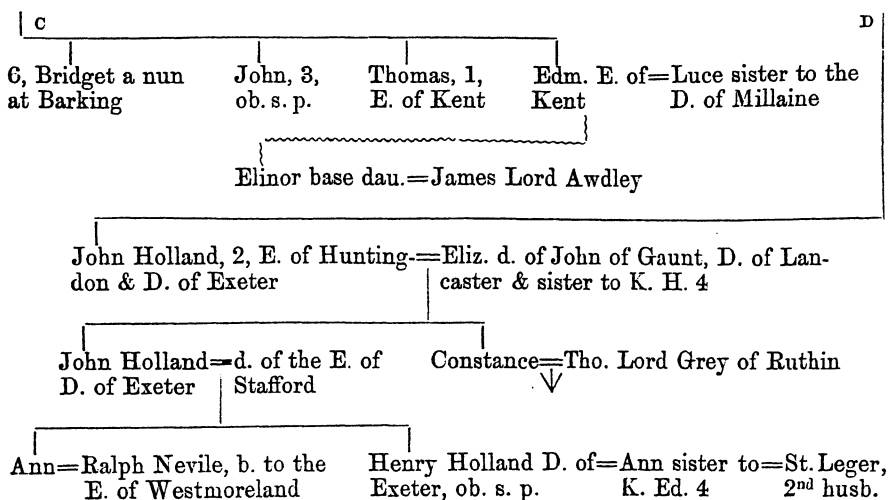 C D
6, Bridget a nun John, 3, Thomas, 1, Edm. E. of=Luce sister to the
at Barking ob. s. p. E. of Kent Kent D. of Millaine
Elinor base dau.=James Lord Awdley
John Holland, 2, E. of Hunting-=Eliz. d. of John of Gaunt, D. of Lan-
don & D. of Exeter caster & sister to K. H. 4
John Holland=d. of the E. of Constance=Tho. Lord Grey of Ruthin
D. of Exeter Stafford
Ann=Ralph Nevile, b. to the Henry Holland D. of=Ann sister to=St. Leger,
E. of Westmoreland Exeter, ob. s. p. K. Ed. 4 2nd husb.